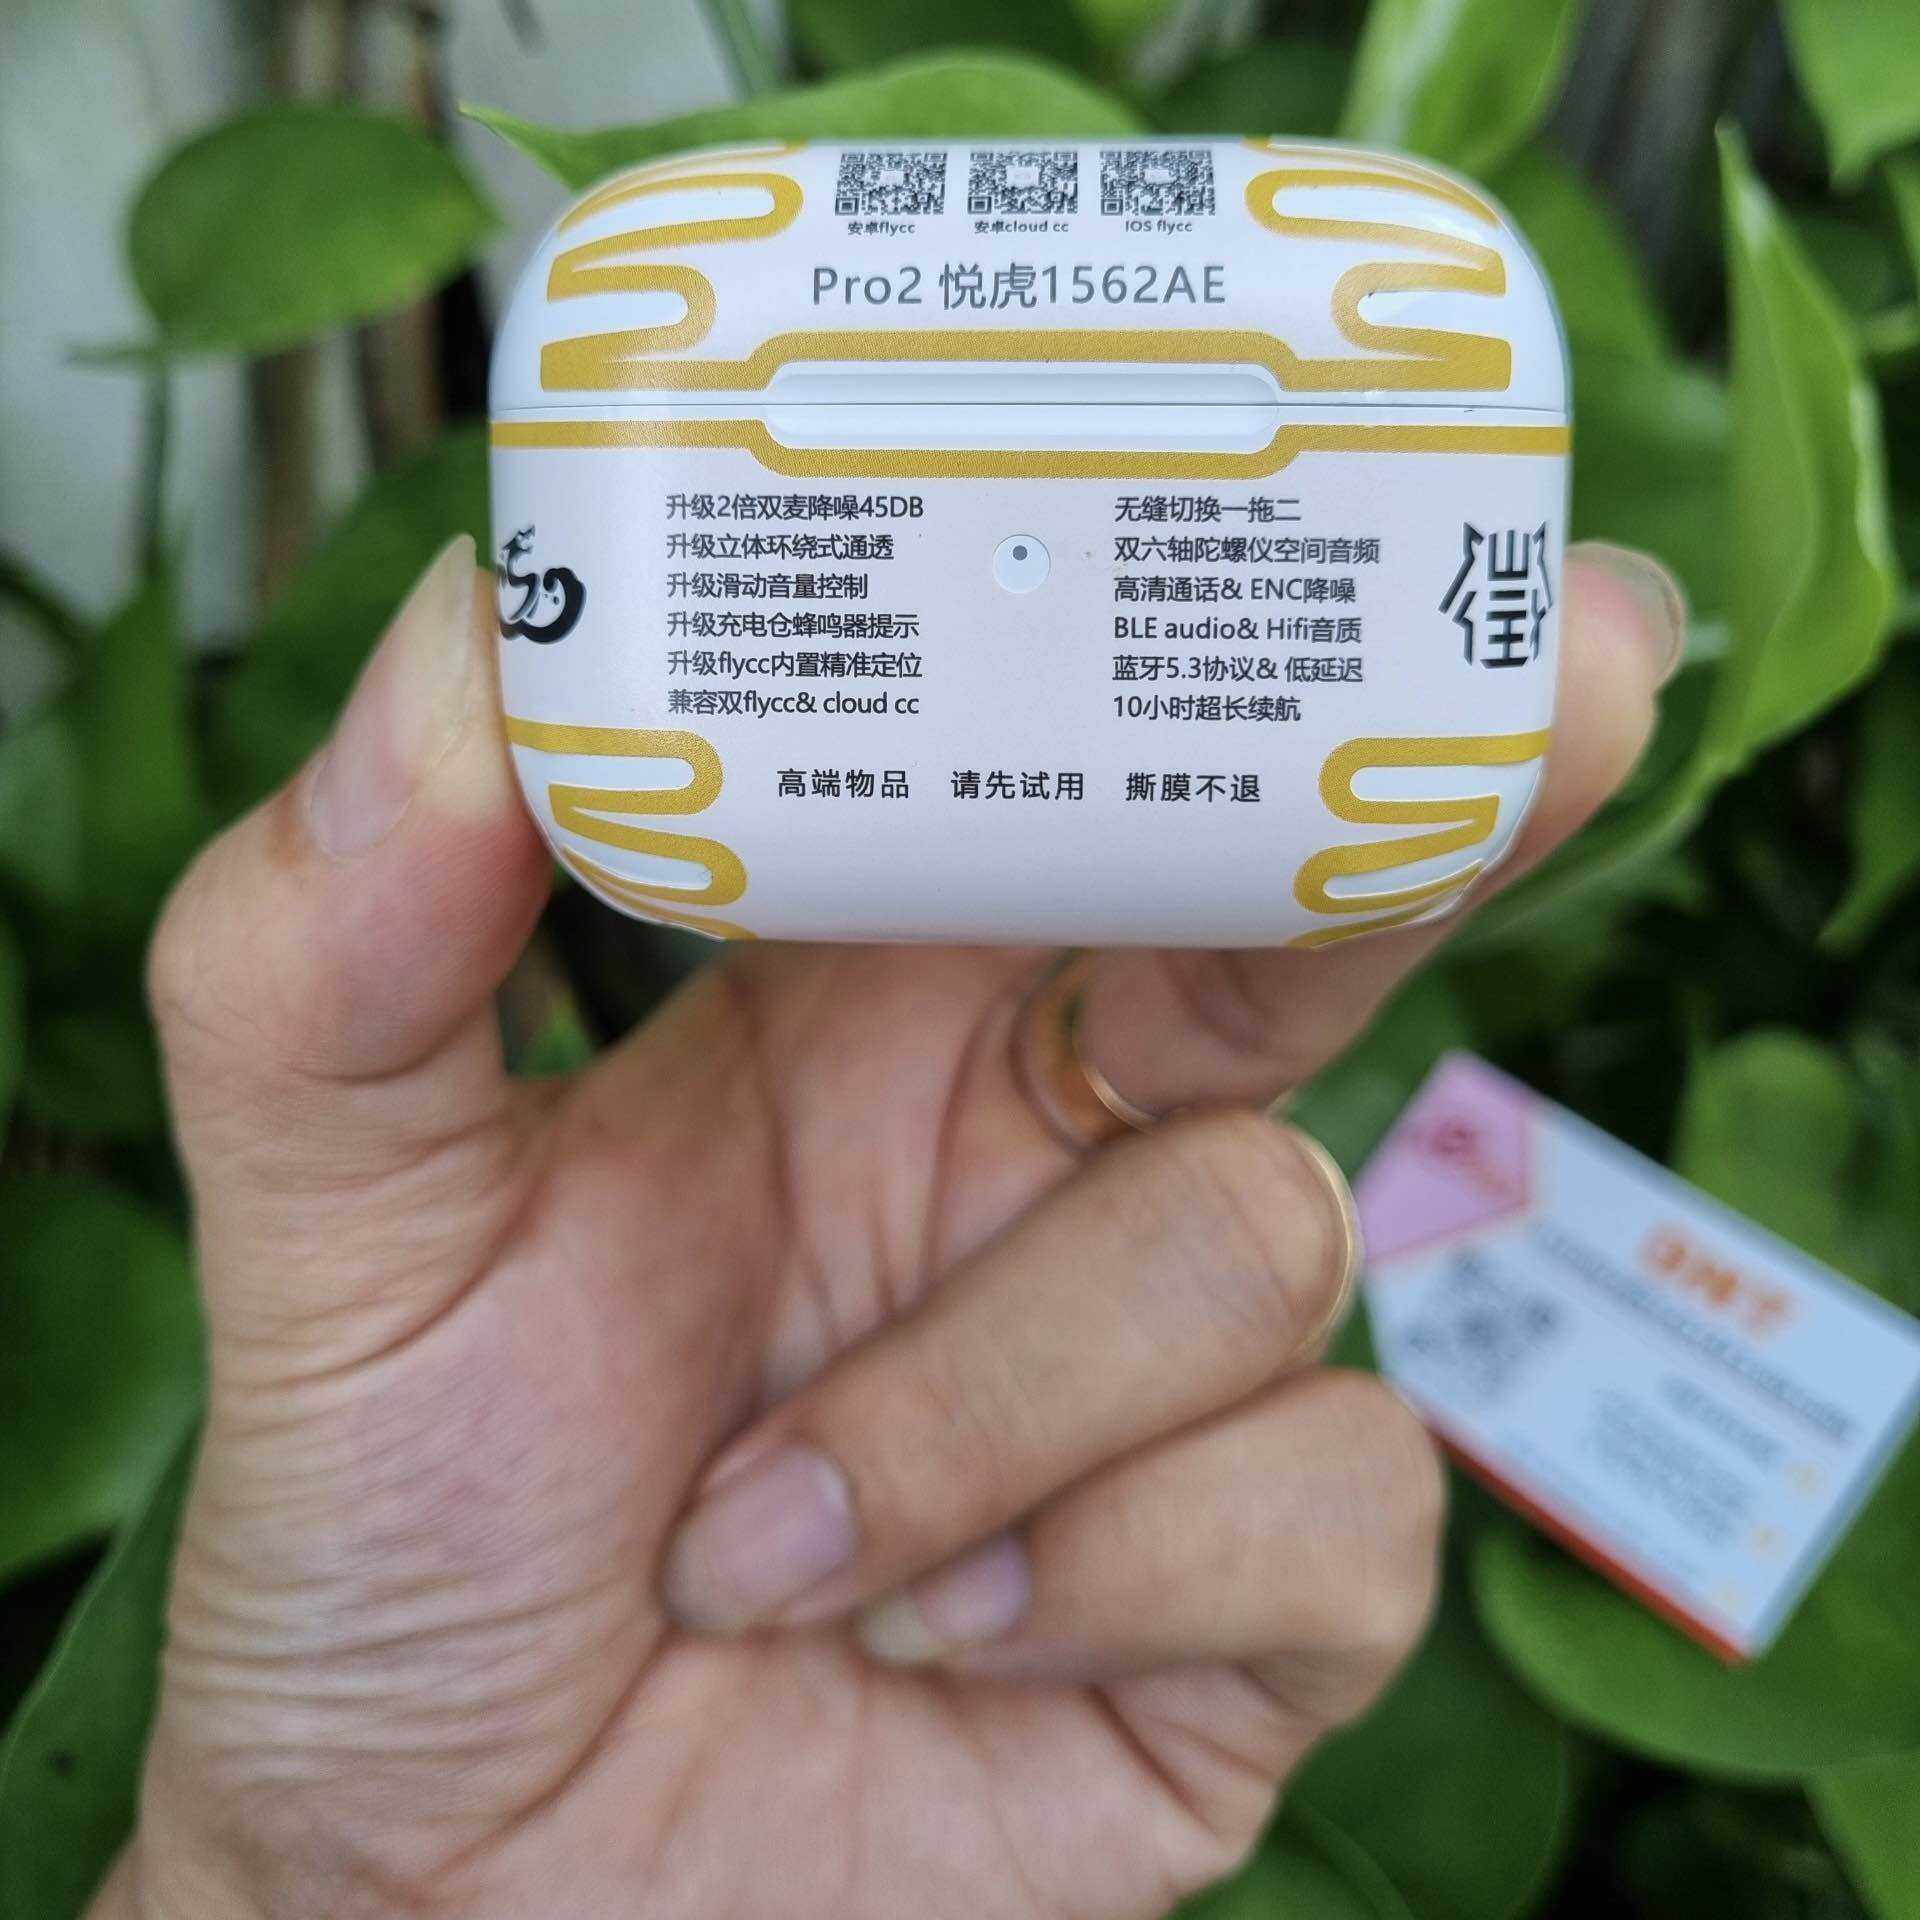 安卓flycc
安卓cloud cc
IOS flycc
Pro2 悦虎1562AE
升级2倍双麦降噪45DB
升级立体环绕式通透
升级滑动音量控制
升级充电仓蜂鸣器提示
升级flycc内置精准定位
兼容双flycc& cloud cc
无缝切换一拖二
双六轴陀螺仪空间音频
高清通话& ENC降噪
BLE audio& Hifi音质
蓝牙5.3协议& 低延迟
10小时超长续航
高端物品 请先试用 撕膜不退